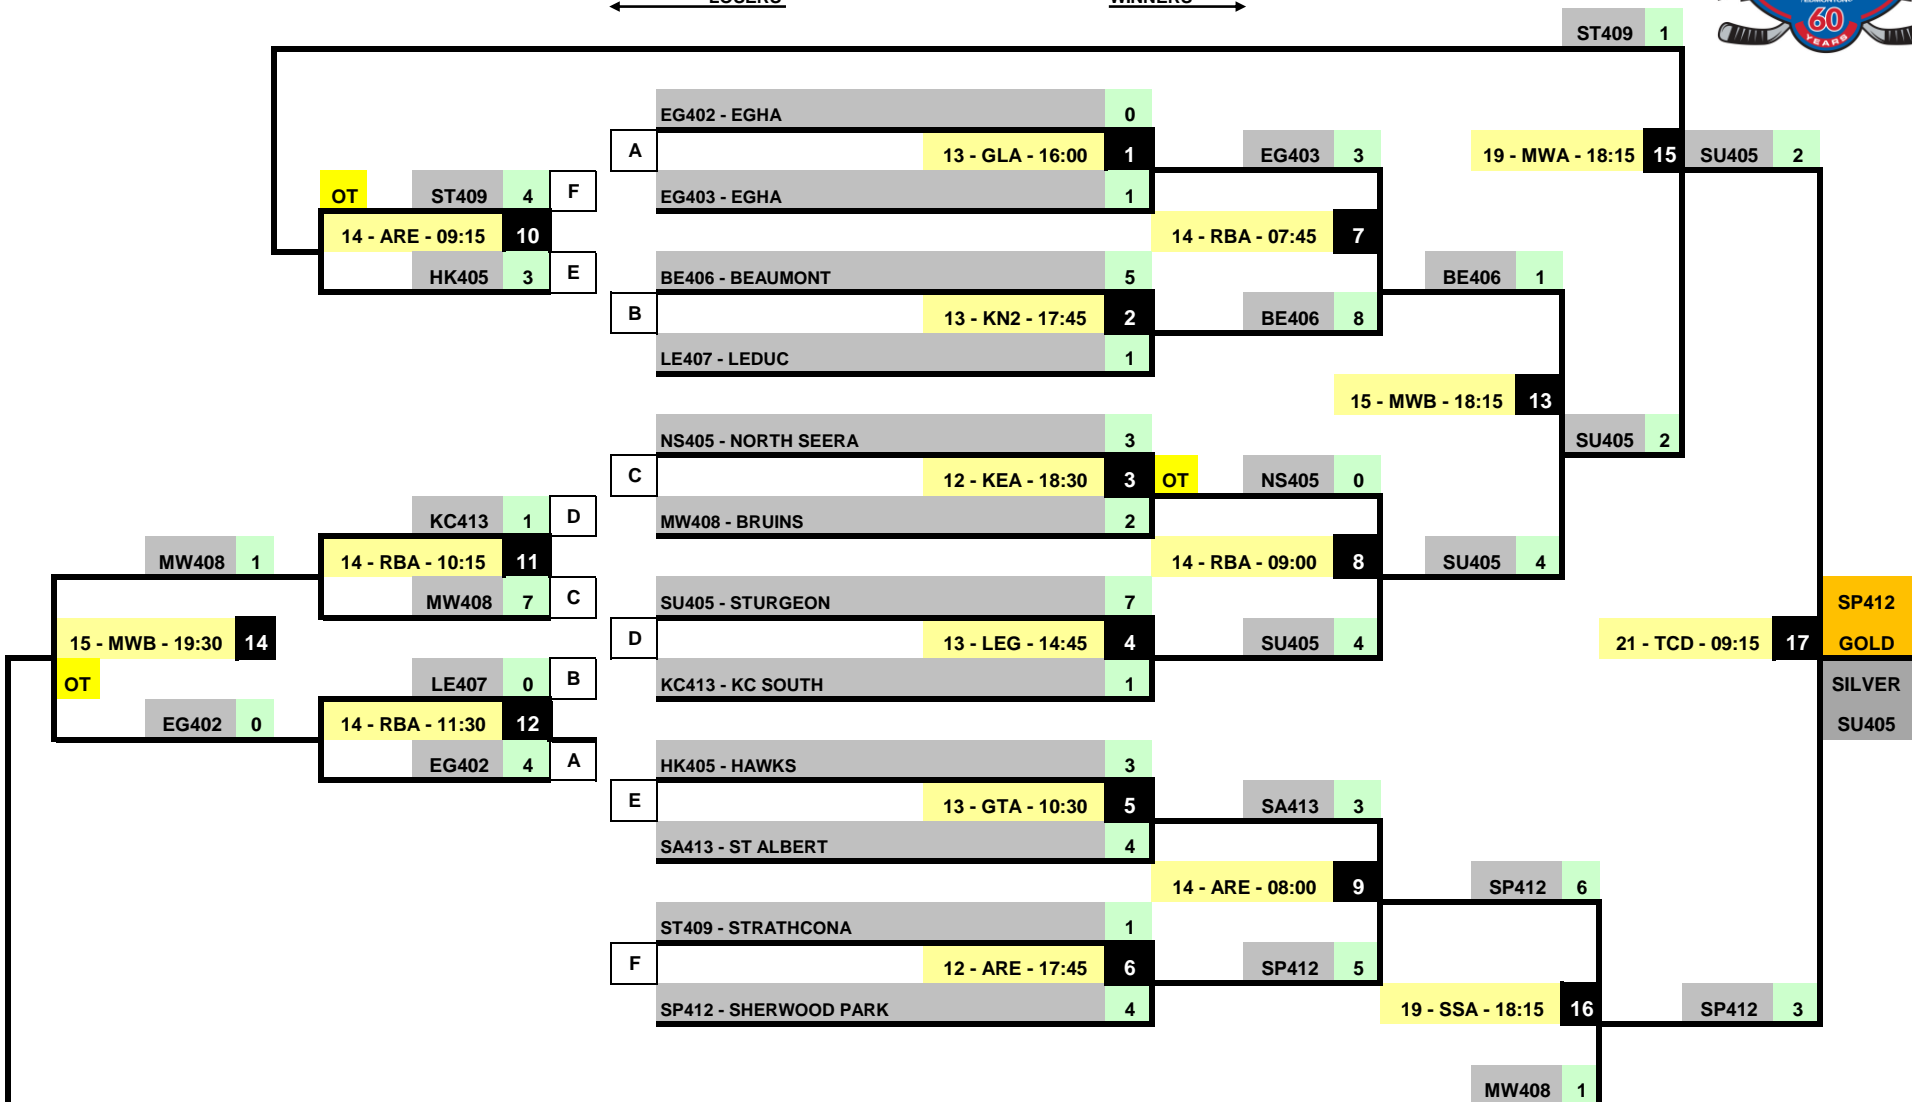 LOSERS WINNERS
EDMONTON
60
YEARS
ST409 1
EG402 - EGHA 0
A 13 - GLA - 16:00 1 EG403 3 19 - MWA - 18:15 15 SU405 2
OT ST409 4 F EG403 - EGHA 1
14 - ARE - 09:15 10 14 - RBA - 07:45 7
HK405 3 E BE406 - BEAUMONT 5 BE406 1
B 13 - KN2 - 17:45 2 BE406 8
LE407 - LEDUC 1
15 - MWB - 18:15 13
NS405 - NORTH SEERA 3 SU405 2
C 12 - KEA - 18:30 3 OT NS405 0
KC413 1 D MW408 - BRUINS 2
MW408 1 14 - RBA - 10:15 11 14 - RBA - 09:00 8 SU405 4
MW408 7 C SU405 - STURGEON 7 SP412
15 - MWB - 19:30 14 D 13 - LEG - 14:45 4 SU405 4 21 - TCD - 09:15 17 GOLD
OT LE407 0 B KC413 - KC SOUTH 1 SILVER
EG402 0 14 - RBA - 11:30 12 SU405
EG402 4 A HK405 - HAWKS 3
E 13 - GTA - 10:30 5 SA413 3
SA413 - ST ALBERT 4
14 - ARE - 08:00 9 SP412 6
ST409 - STRATHCONA 1
F 12 - ARE - 17:45 6 SP412 5
SP412 - SHERWOOD PARK 4 19 - SSA - 18:15 16 SP412 3
MW408 1